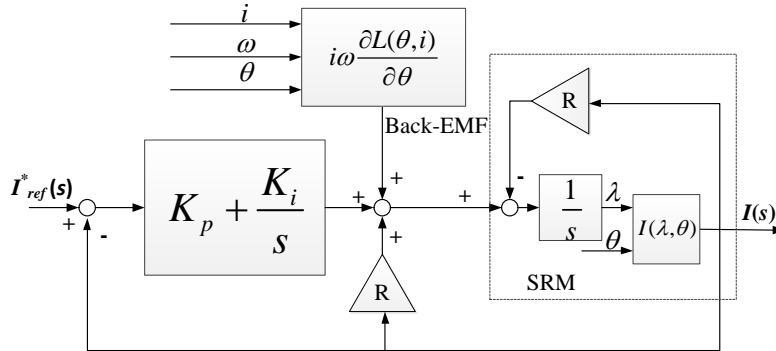 i
ω
θ
iω ∂L(θ,i)/∂θ
Back-EMF
R
I*ref(s)
+
-
Kp + Ki/s
+
+
+
R
+
-
1/s
λ
θ
I(λ,θ)
I(s)
SRM